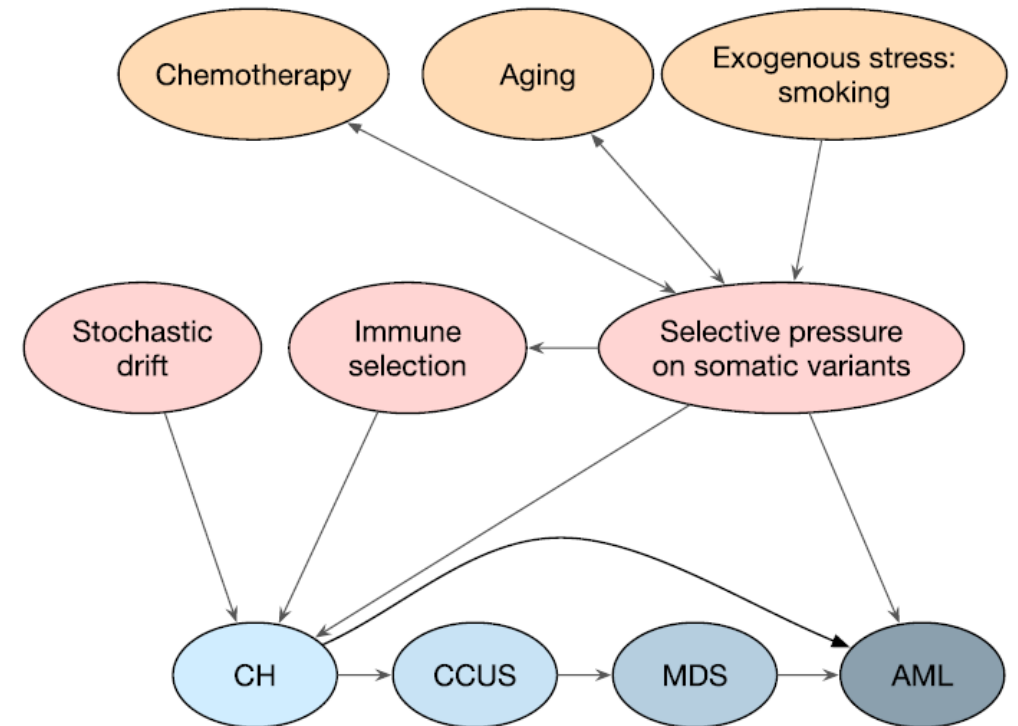 Chemotherapy
Aging
Exogenous stress:
smoking
Stochastic
drift
Immune
selection
Selective pressure
on somatic variants
CH
CCUS
MDS
AML